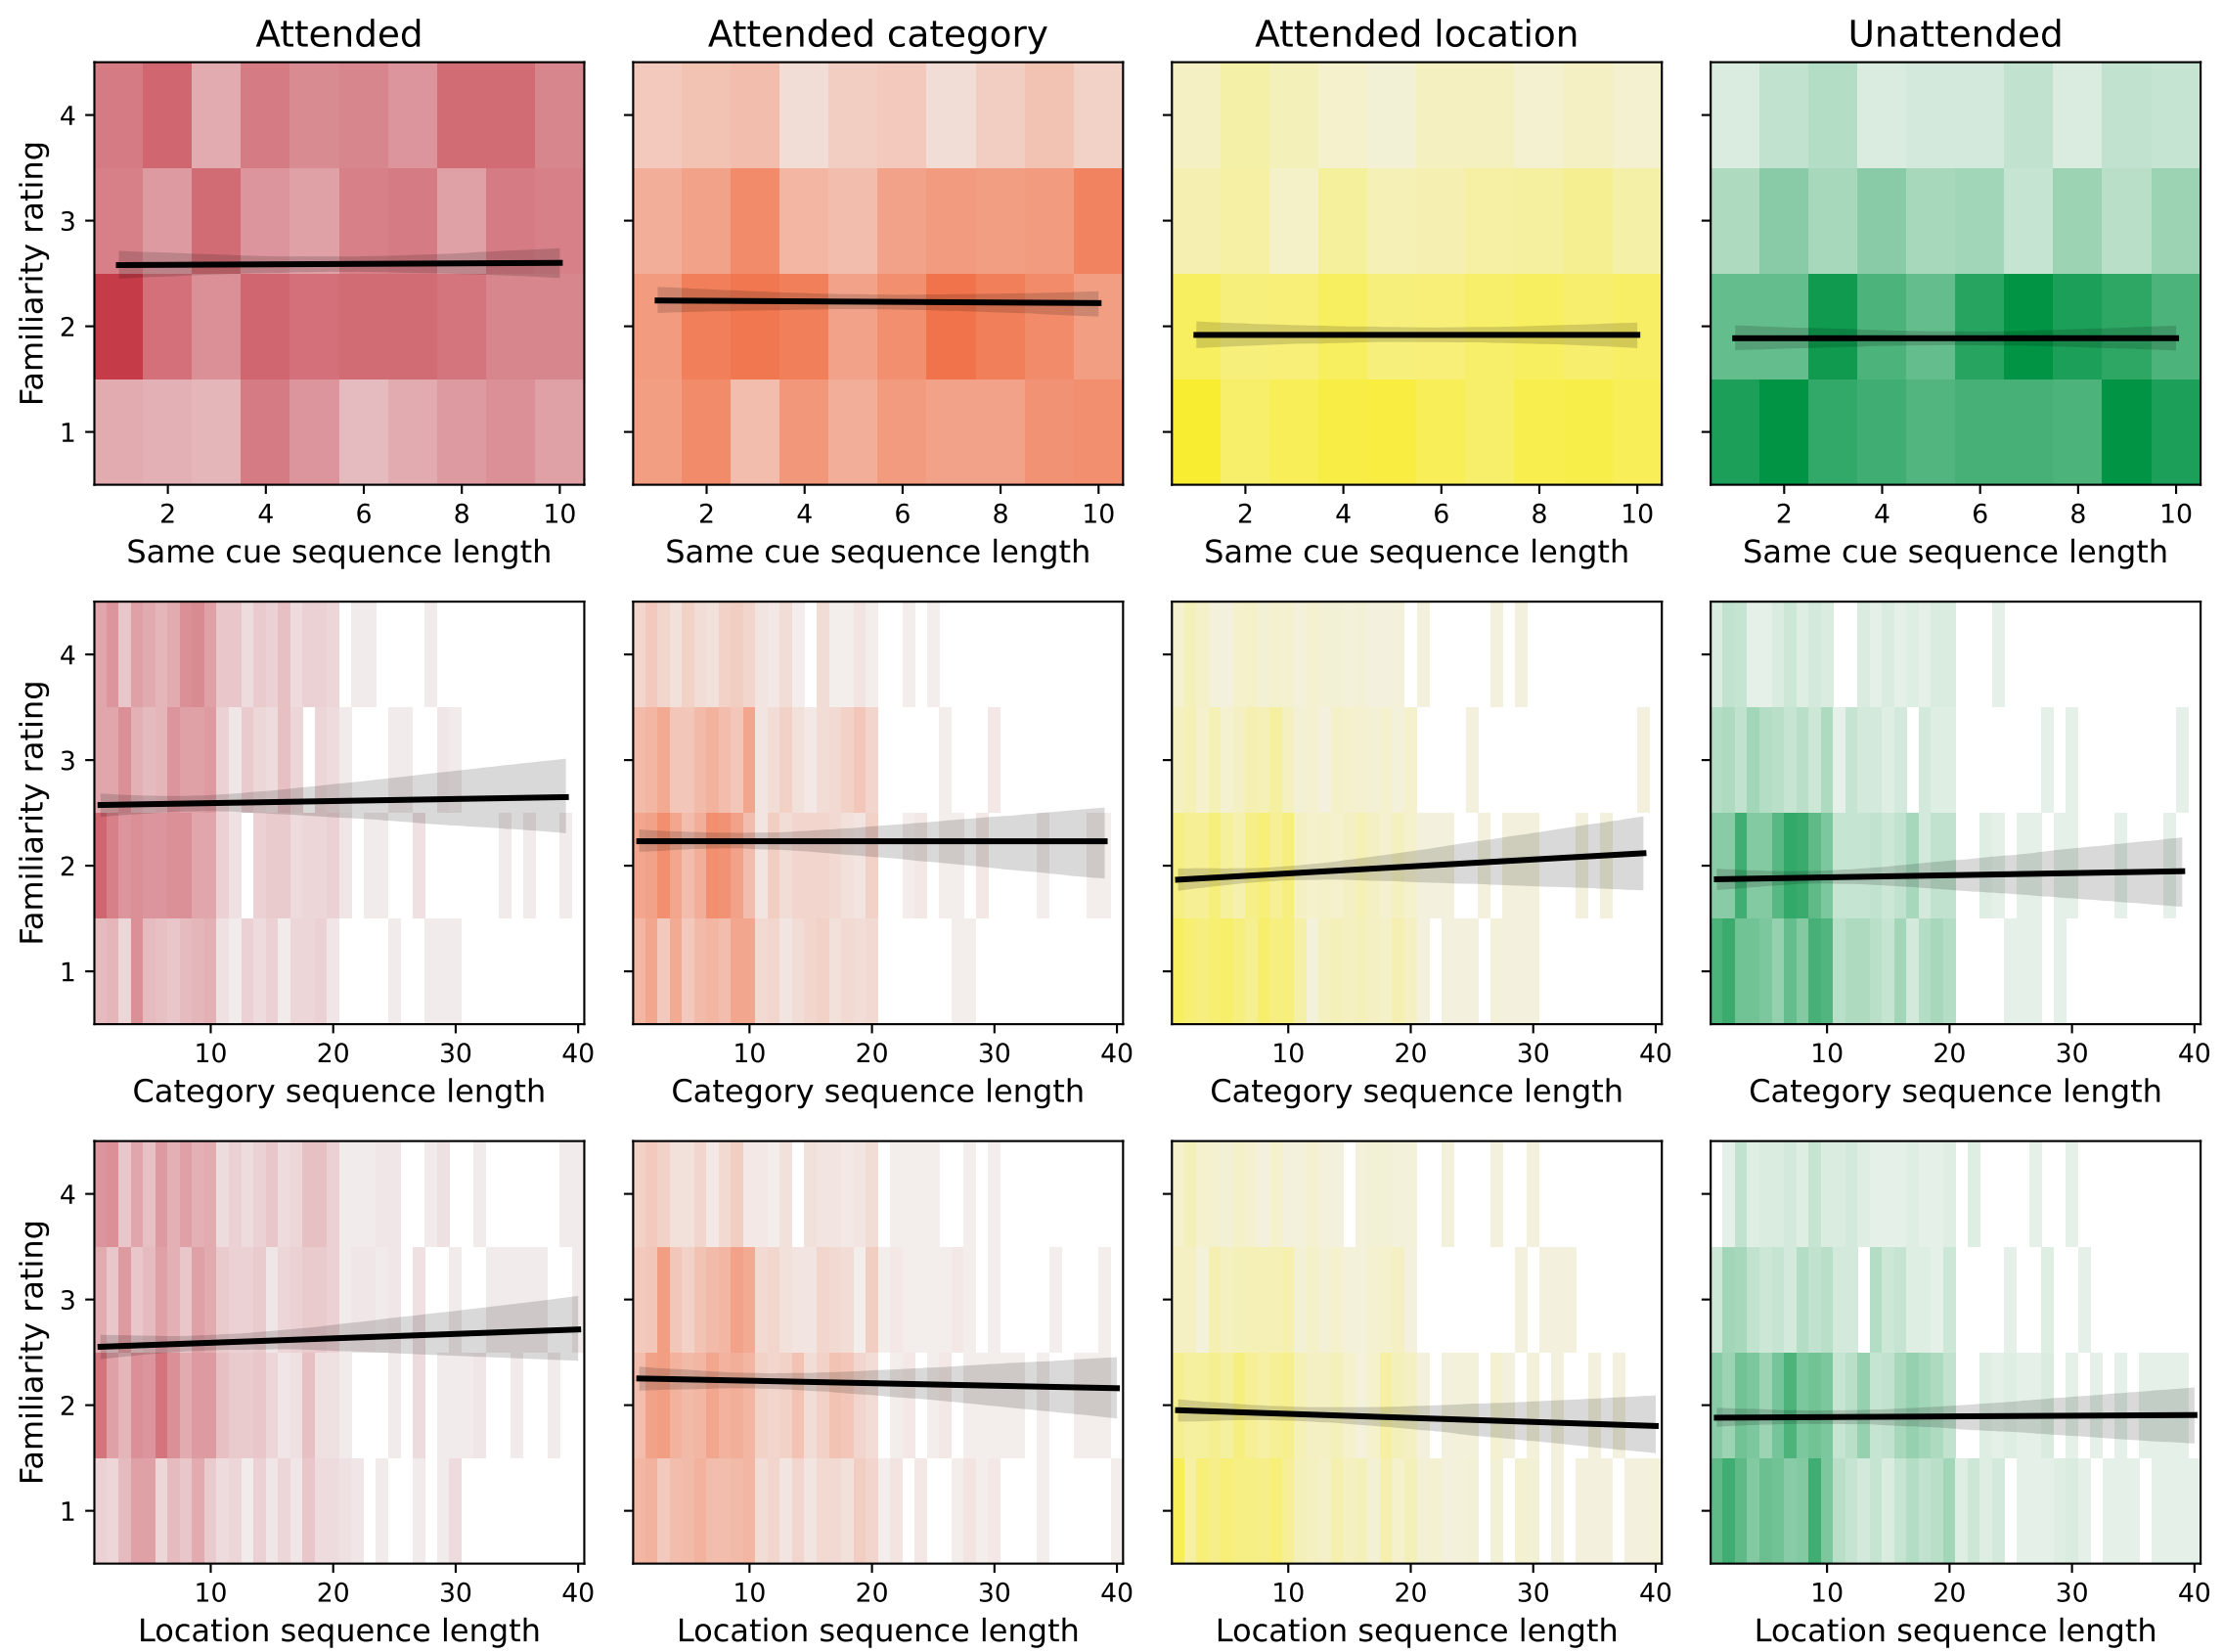 Attended Attended category Attended location Unattended
Familiarity rating
4
3
2
1
2 4 6 8 10 2 4 6 8 10 2 4 6 8 10 2 4 6 8 10
Same cue sequence length Same cue sequence length Same cue sequence length Same cue sequence length
Familiarity rating
4
3
2
1
10 20 30 40 10 20 30 40 10 20 30 40 10 20 30 40
Category sequence length Category sequence length Category sequence length Category sequence length
Familiarity rating
4
3
2
1
10 20 30 40 10 20 30 40 10 20 30 40 10 20 30 40
Location sequence length Location sequence length Location sequence length Location sequence length